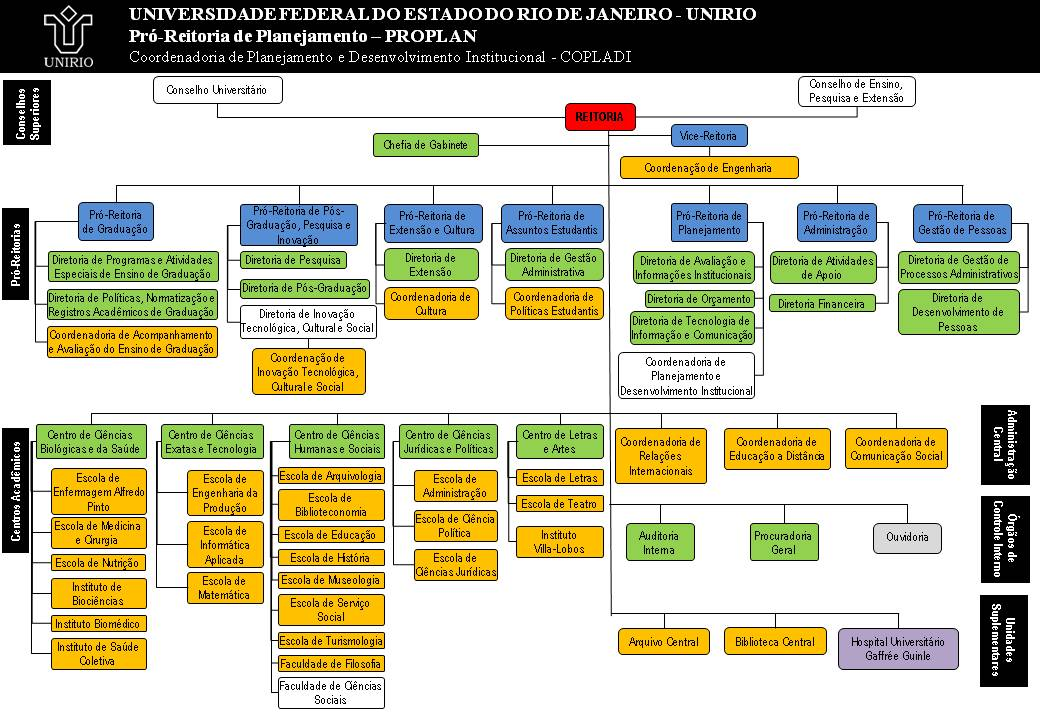 UNIVERSIDADE FEDERAL DO ESTADO DO RIO DE JANEIRO - UNIRIO
Pró-Reitoria de Planejamento – PROPLAN
Coordenadoria de Planejamento e Desenvolvimento Institucional - COPLADI
UNIRIO
Conselhos
Superiores
Conselho Universitário
Conselho de Ensino,
Pesquisa e Extensão
REITORIA
Chefia de Gabinete
Vice-Reitoria
Coordenação de Engenharia
Pró-Reitorias
Pró-Reitoria
de Graduação
Diretoria de Programas e Atividades
Especiais de Ensino de Graduação
Diretoria de Políticas, Normatização e
Registros Acadêmicos de Graduação
Coordenadoria de Acompanhamento
e Avaliação do Ensino de Graduação
Pró-Reitoria de Pós-
Graduação, Pesquisa e
Inovação
Diretoria de Pesquisa
Diretoria de Pós-Graduação
Diretoria de Inovação
Tecnológica, Cultural e Social
Coordenação de
Inovação Tecnológica,
Cultural e Social
Pró-Reitoria de
Extensão e Cultura
Diretoria de
Extensão
Coordenadoria de
Cultura
Pró-Reitoria de
Assuntos Estudantis
Diretoria de Gestão
Administrativa
Coordenadoria de
Políticas Estudantis
Pró-Reitoria de
Planejamento
Diretoria de Avaliação e
Informações Institucionais
Diretoria de Orçamento
Diretoria de Tecnologia de
Informação e Comunicação
Coordenadoria de
Planejamento e
Desenvolvimento Institucional
Pró-Reitoria de
Administração
Diretoria de Atividades
de Apoio
Diretoria Financeira
Pró-Reitoria de
Gestão de Pessoas
Diretoria de Gestão de
Processos Administrativos
Diretoria de
Desenvolvimento de
Pessoas
Centros Acadêmicos
Centro de Ciências
Biológicas e da Saúde
Escola de
Enfermagem Alfredo
Pinto
Escola de Medicina
e Cirurgia
Escola de Nutrição
Instituto de
Biociências
Instituto Biomédico
Instituto de Saúde
Coletiva
Centro de Ciências
Exatas e Tecnologia
Escola de
Engenharia da
Produção
Escola de
Informática
Aplicada
Escola de
Matemática
Centro de Ciências
Humanas e Sociais
Escola de Arquivologia
Escola de
Biblioteconomia
Escola de Educação
Escola de História
Escola de Museologia
Escola de Serviço
Social
Escola de Turismologia
Faculdade de Filosofia
Faculdade de Ciências
Sociais
Centro de Ciências
Jurídicas e Políticas
Escola de
Administração
Escola de Ciência
Política
Escola de
Ciências Jurídicas
Centro de Letras
e Artes
Escola de Letras
Escola de Teatro
Instituto
Villa-Lobos
Administração
Central
Coordenadoria de
Relações
Internacionais
Coordenadoria de
Educação a Distância
Coordenadoria de
Comunicação Social
Órgãos de
Controle Interno
Auditoria
Interna
Procuradoria
Geral
Ouvidoria
Unidades
Suplementares
Arquivo Central
Biblioteca Central
Hospital Universitário
Gaffrée Guinle